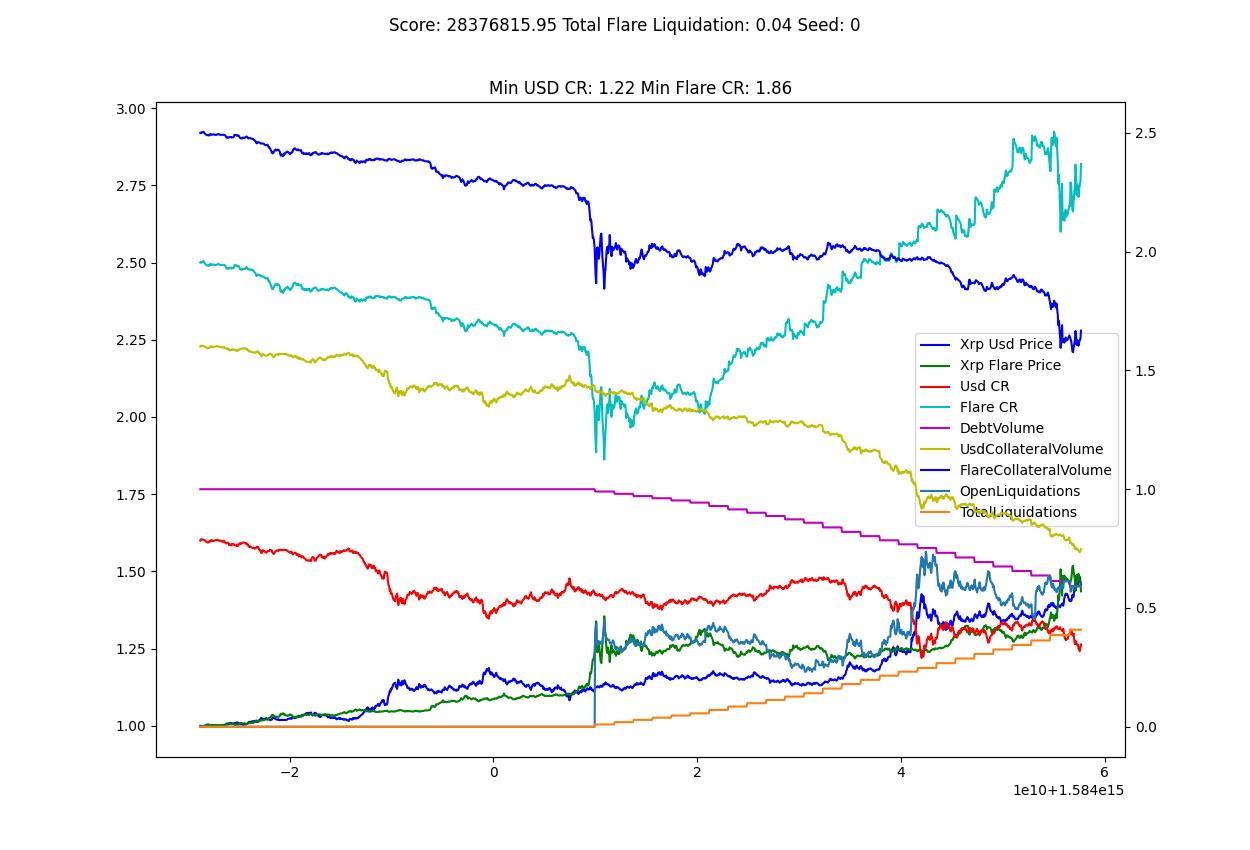 Score: 28376815.95 Total Flare Liquidation: 0.04 Seed: 0
Min USD CR: 1.22 Min Flare CR: 1.86
3.00
2.75
2.50
2.25
2.00
1.75
1.50
1.25
1.00
2.5
2.0
1.5
1.0
0.5
0.0
Xrp Usd Price
Xrp Flare Price
Usd CR
Flare CR
DebtVolume
UsdCollateralVolume
FlareCollateralVolume
OpenLiquidations
TotalLiquidations
−2
0
2
4
6
1e10+1.584e15